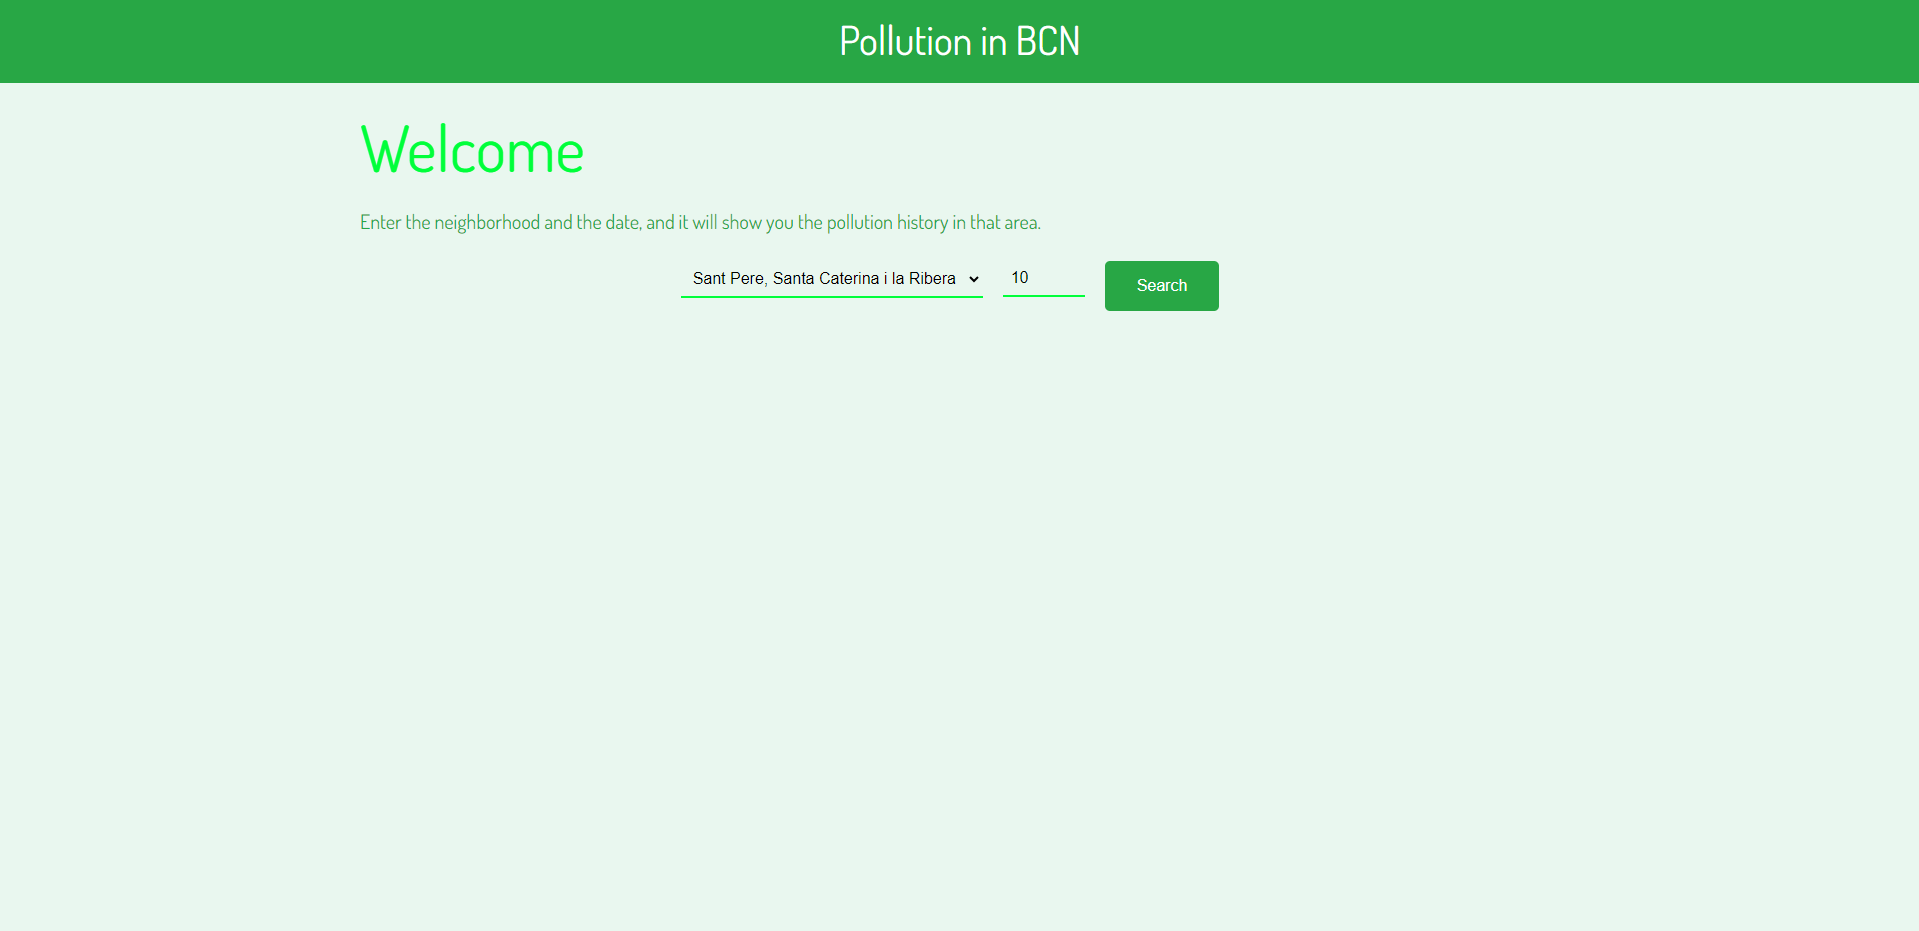 Pollution in BCN
Welcome
Enter the neighborhood and the date, and it will show you the pollution history in that area.
Sant Pere, Santa Caterina i la Ribera 10 Search